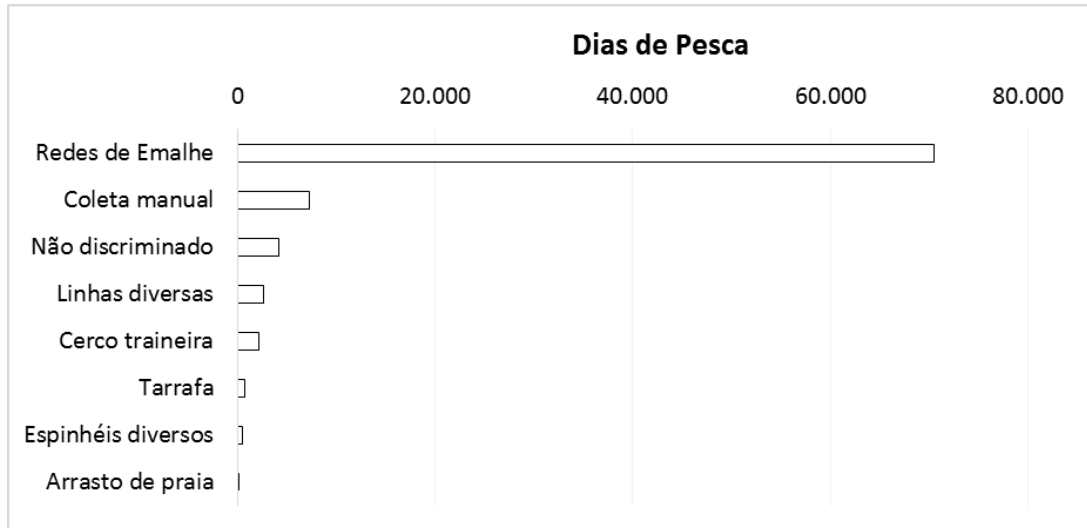 Dias de Pesca
0 20.000 40.000 60.000 80.000
Redes de Emalhe
Coleta manual
Não discriminado
Linhas diversas
Cerco traineira
Tarrafa
Espinhéis diversos
Arrasto de praia